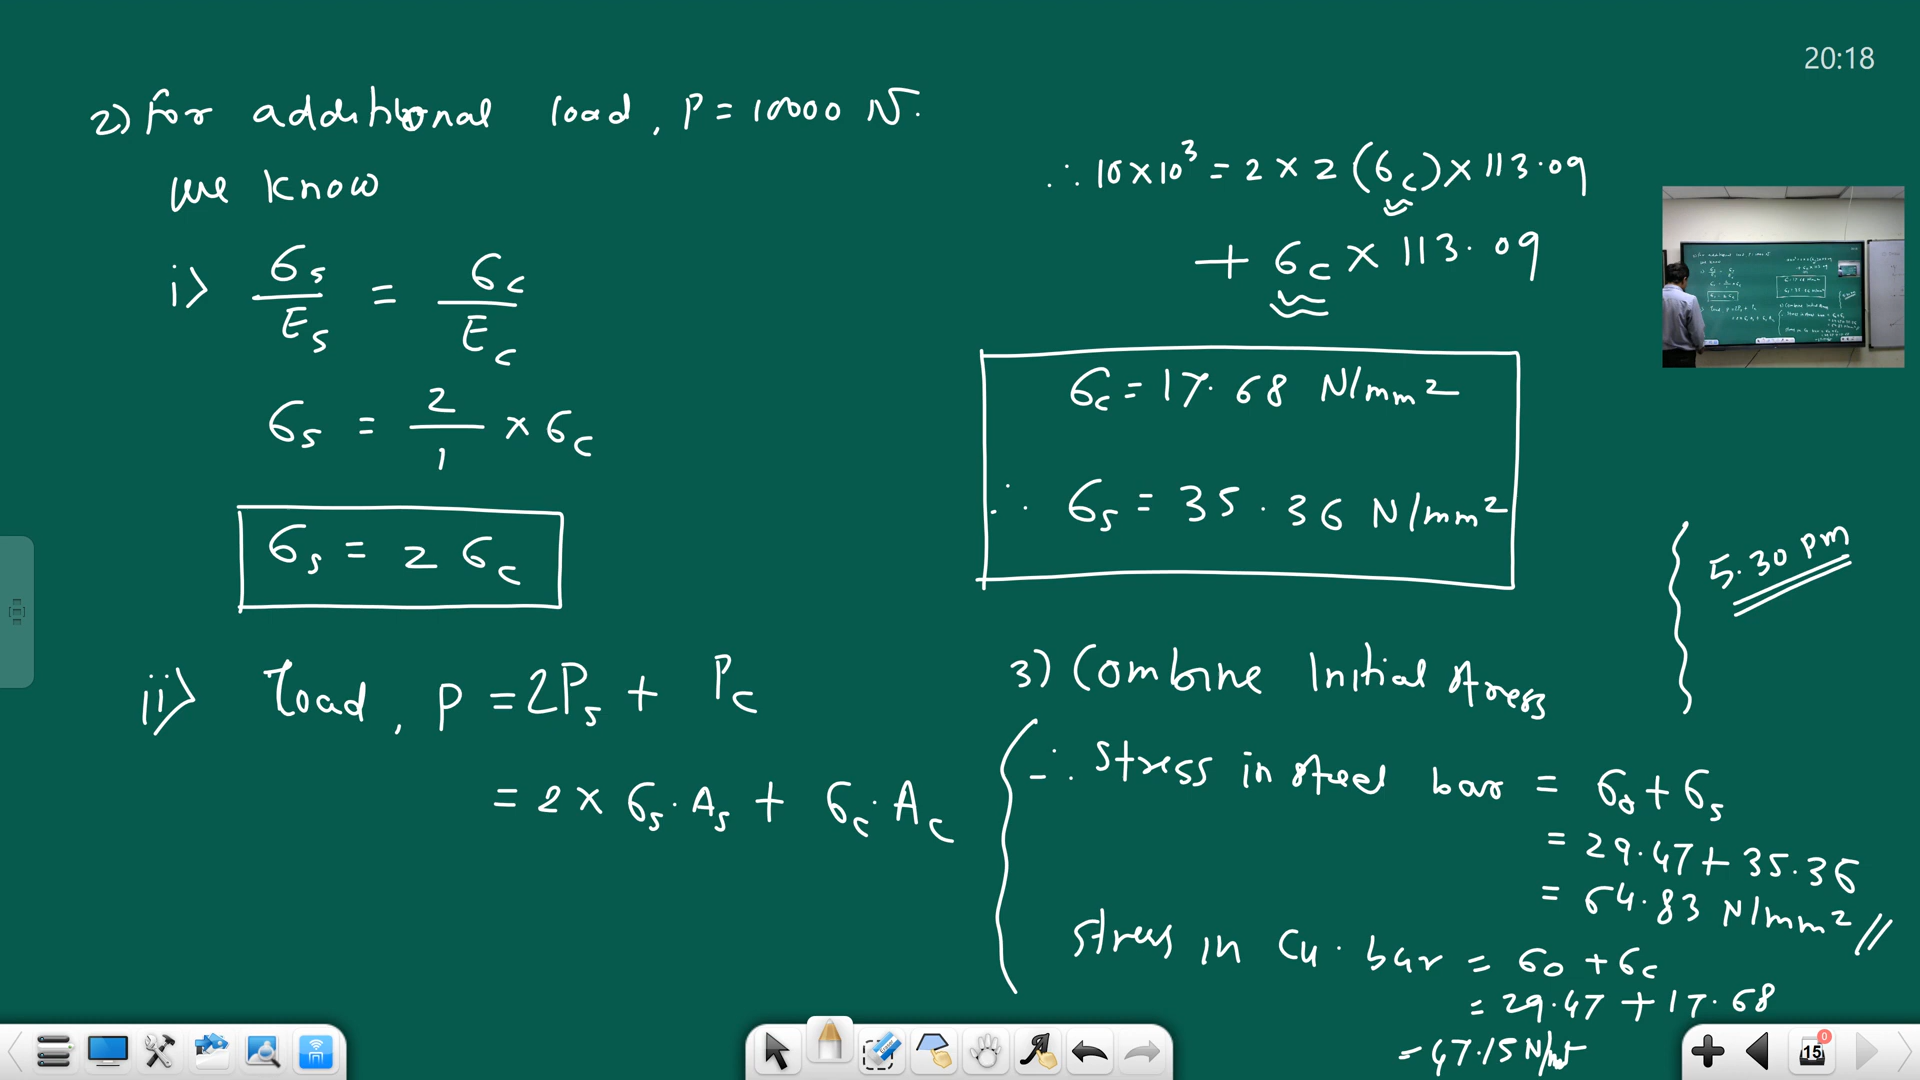 20:18
2) For additional load, P = 10000 N.
we know
i> σs/Es = σc/Ec
σs = 2/1 × σc
σs = 2 σc
ii> Load, P = 2Ps + Pc
= 2 × σs. As + σc. Ac
∴ 10×10³ = 2 × 2 (σc) × 113.09
+ σc × 113.09
σc = 17.68 N/mm²
∴ σs = 35.36 N/mm²
5.30 pm
3) Combine Initial stress
∴ stress in steel bar = σo + σs
= 29.47 + 35.36
= 64.83 N/mm² //
stress in Cu. bar = σo + σc
= 29.47 + 17.68
= 47.15
15
0